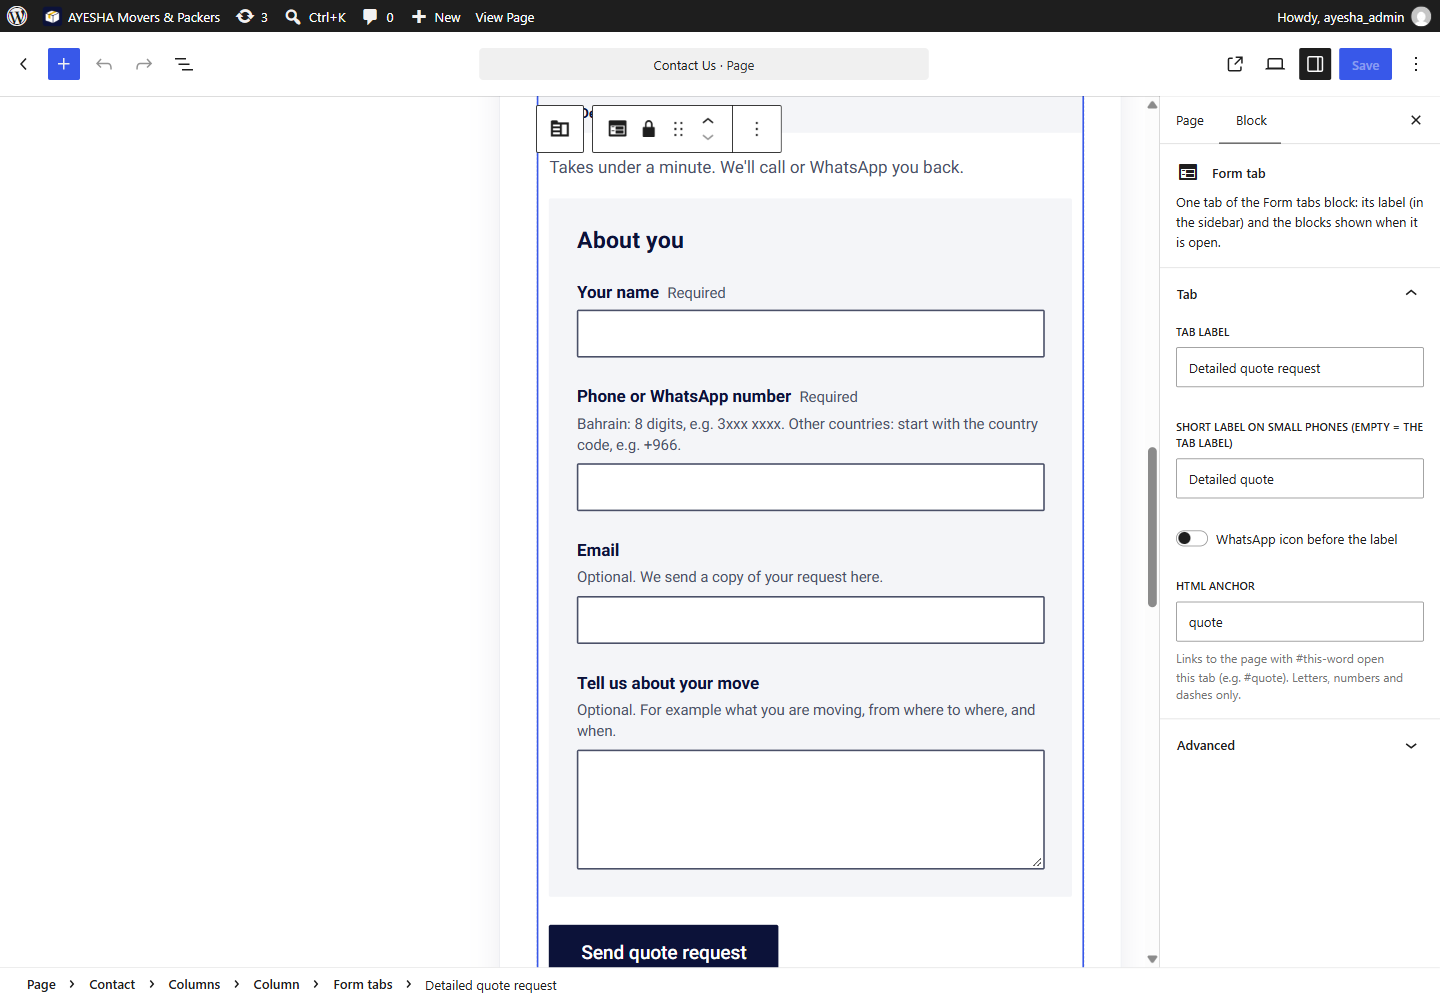 AYESHA Movers & Packers 3 Ctrl+K 0 New View Page Howdy, ayesha_admin
Contact Us · Page
Save
De
Takes under a minute. We'll call or WhatsApp you back.
About you
Your name Required
Phone or WhatsApp number Required
Bahrain: 8 digits, e.g. 3xxx xxxx. Other countries: start with the country
code, e.g. +966.
Email
Optional. We send a copy of your request here.
Tell us about your move
Optional. For example what you are moving, from where to where, and
when.
Send quote request
Page Block
Form tab
One tab of the Form tabs block: its label (in
the sidebar) and the blocks shown when it
is open.
Tab
TAB LABEL
Detailed quote request
SHORT LABEL ON SMALL PHONES (EMPTY = THE
TAB LABEL)
Detailed quote
WhatsApp icon before the label
HTML ANCHOR
quote
Links to the page with #this-word open
this tab (e.g. #quote). Letters, numbers and
dashes only.
Advanced
Page > Contact > Columns > Column > Form tabs > Detailed quote request